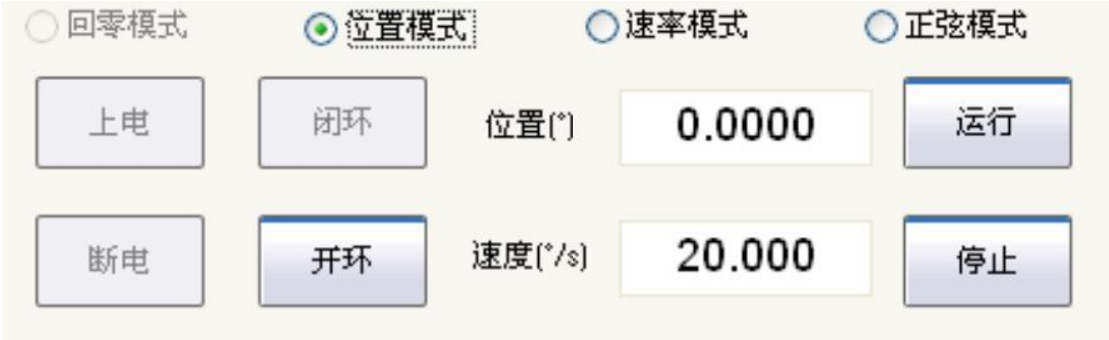 回零模式 位置模式 速率模式 正弦模式
上电 闭环 位置(°) 0.0000 运行
断电 开环 速度(°/s) 20.000 停止